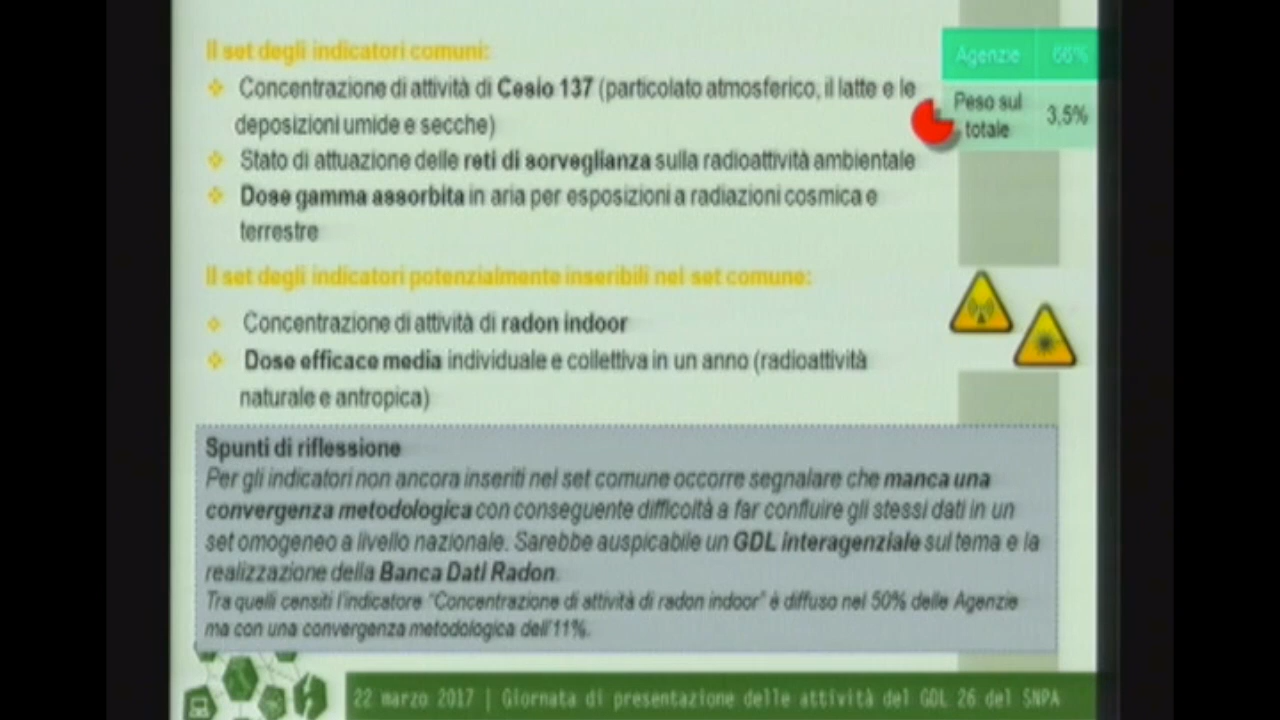 Il set degli indicatori comuni:
Concentrazione di attività di Cesio 137 (particolato atmosferico, il latte e le
deposizioni umide e secche)
Stato di attuazione delle reti di sorveglianza sulla radioattività ambientale
Dose gamma assorbita in aria per esposizioni a radiazioni cosmica e
terrestre
Agenzie 66%
Peso sul
totale 3,5%
Il set degli indicatori potenzialmente inseribili nel set comune:
Concentrazione di attività di radon indoor
Dose efficace media individuale e collettiva in un anno (radioattività
naturale e antropica)
Spunti di riflessione
Per gli indicatori non ancora inseriti nel set comune occorre segnalare che manca una
convergenza metodologica con conseguente difficoltà a far confluire gli stessi dati in un
set omogeneo a livello nazionale. Sarebbe auspicabile un GDL interagenziale sul tema e la
realizzazione della Banca Dati Radon.
Tra quelli censiti l'indicatore "Concentrazione di attività di radon indoor" è diffuso nel 50% delle Agenzie
ma con una convergenza metodologica dell'11%.
22 marzo 2017 | Giornata di presentazione delle attività del GDL 26 del SNPA